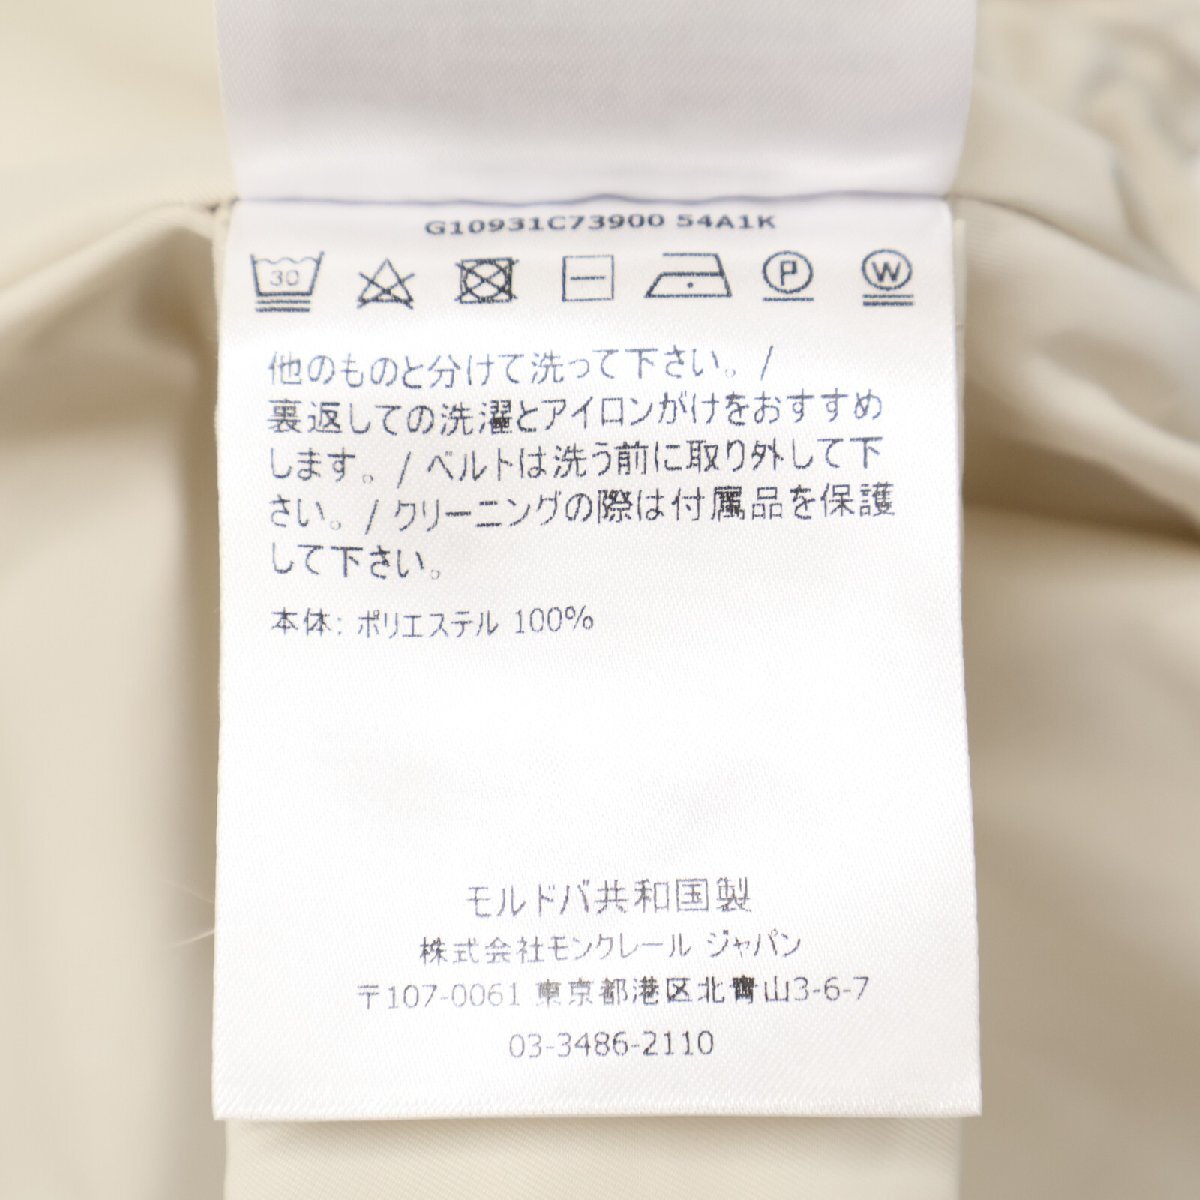 G10931C73900 54A1K
30
P
W
他のものと分けて洗って下さい。/
裏返しての洗濯とアイロンがけをおすすめ
します。/ ベルトは洗う前に取り外して下
さい。/ クリーニングの際は付属品を保護
して下さい。
本体: ポリエステル 100%
モルドバ共和国製
株式会社モンクレール ジャパン
〒107-0061 東京都港区北青山3-6-7
03-3486-2110